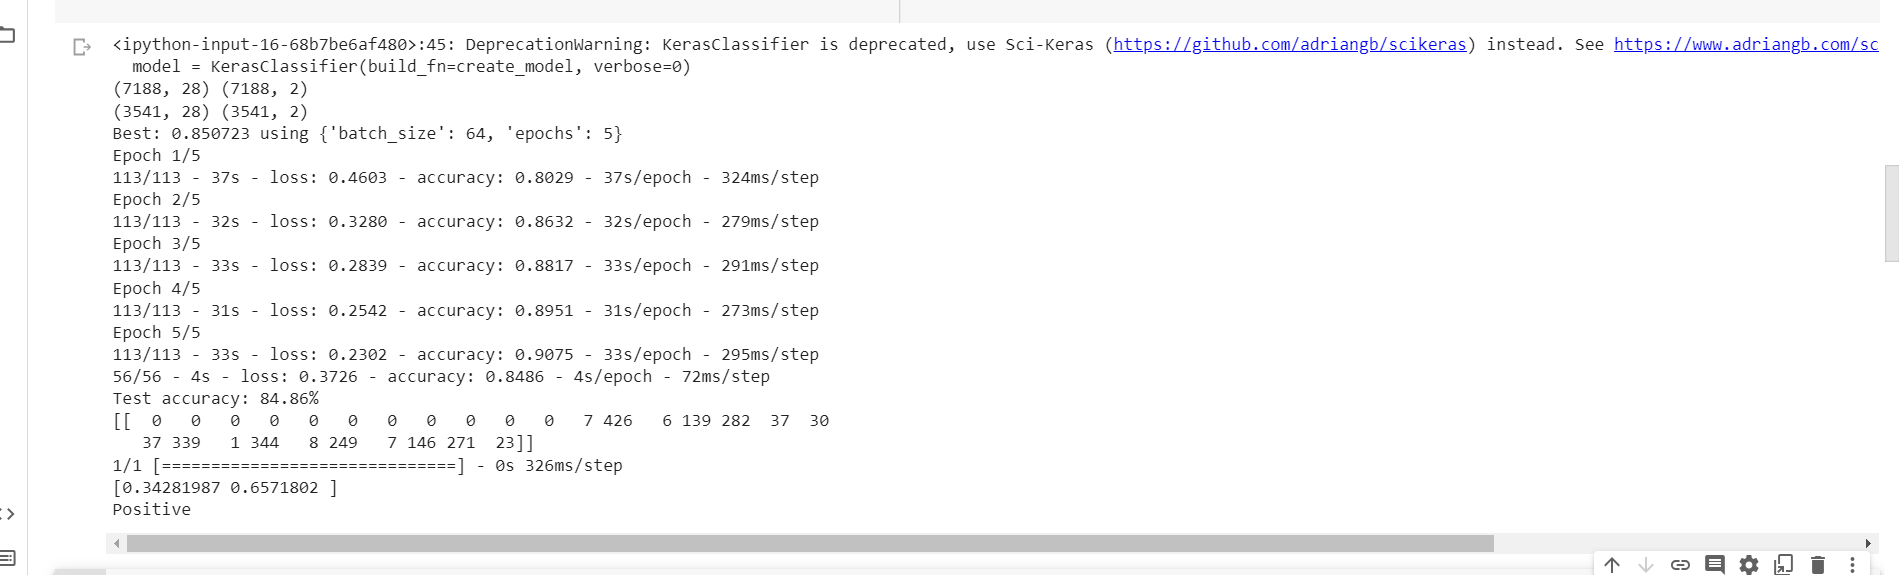 <ipython-input-16-68b7be6af480>:45: DeprecationWarning: KerasClassifier is deprecated, use Sci-Keras (https://github.com/adriangb/scikeras) instead. See https://www.adriangb.com/sc
model = KerasClassifier(build_fn=create_model, verbose=0)
(7188, 28) (7188, 2)
(3541, 28) (3541, 2)
Best: 0.850723 using {'batch_size': 64, 'epochs': 5}
Epoch 1/5
113/113 - 37s - loss: 0.4603 - accuracy: 0.8029 - 37s/epoch - 324ms/step
Epoch 2/5
113/113 - 32s - loss: 0.3280 - accuracy: 0.8632 - 32s/epoch - 279ms/step
Epoch 3/5
113/113 - 33s - loss: 0.2839 - accuracy: 0.8817 - 33s/epoch - 291ms/step
Epoch 4/5
113/113 - 31s - loss: 0.2542 - accuracy: 0.8951 - 31s/epoch - 273ms/step
Epoch 5/5
113/113 - 33s - loss: 0.2302 - accuracy: 0.9075 - 33s/epoch - 295ms/step
56/56 - 4s - loss: 0.3726 - accuracy: 0.8486 - 4s/epoch - 72ms/step
Test accuracy: 84.86%
[[  0   0   0   0   0   0   0   0   0   0   0   7 426   6 139 282  37  30
37 339   1 344   8 249   7 146 271  23]]
1/1 [==============================] - 0s 326ms/step
[0.34281987 0.6571802 ]
Positive